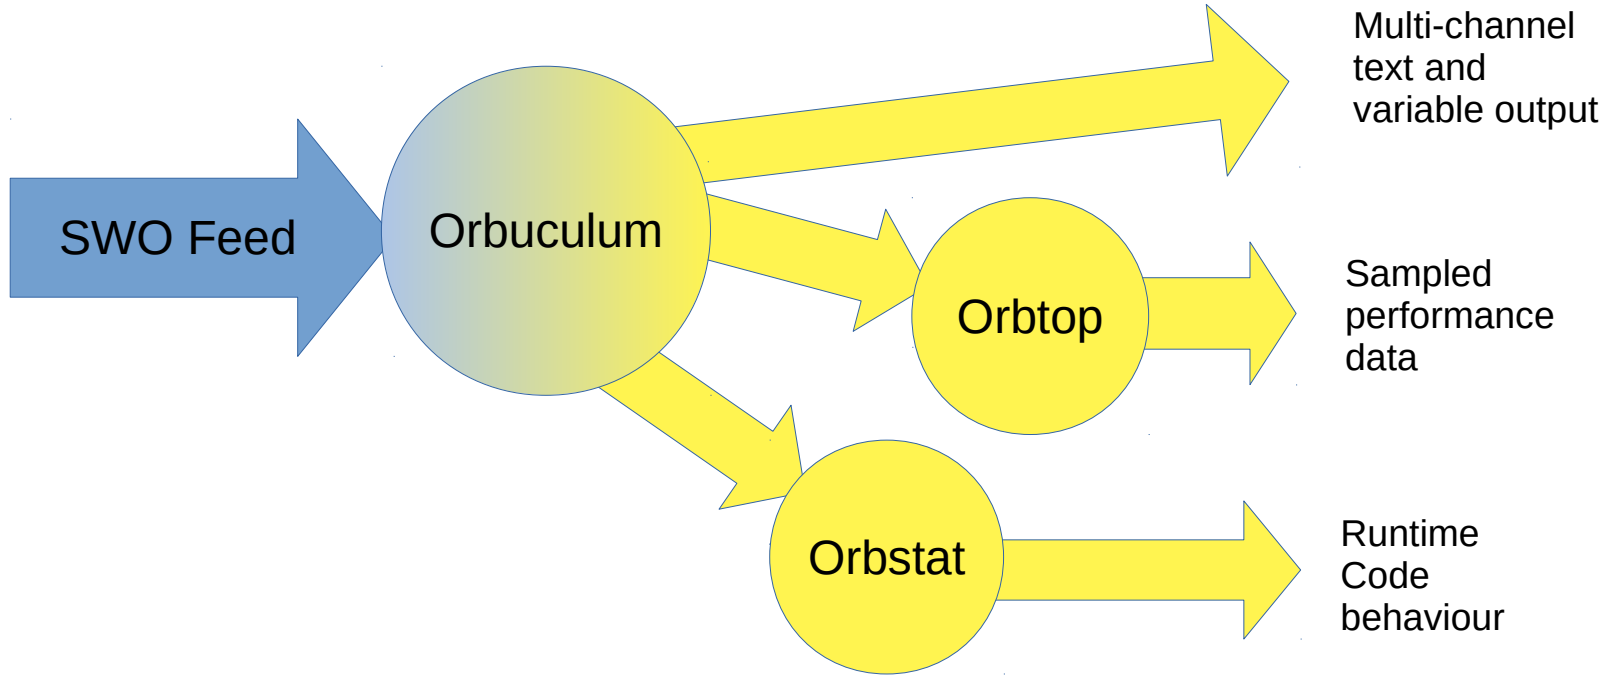 SWO Feed
Orbuculum
Multi-channel
text and
variable output
Orbtop
Sampled
performance
data
Orbstat
Runtime
Code
behaviour